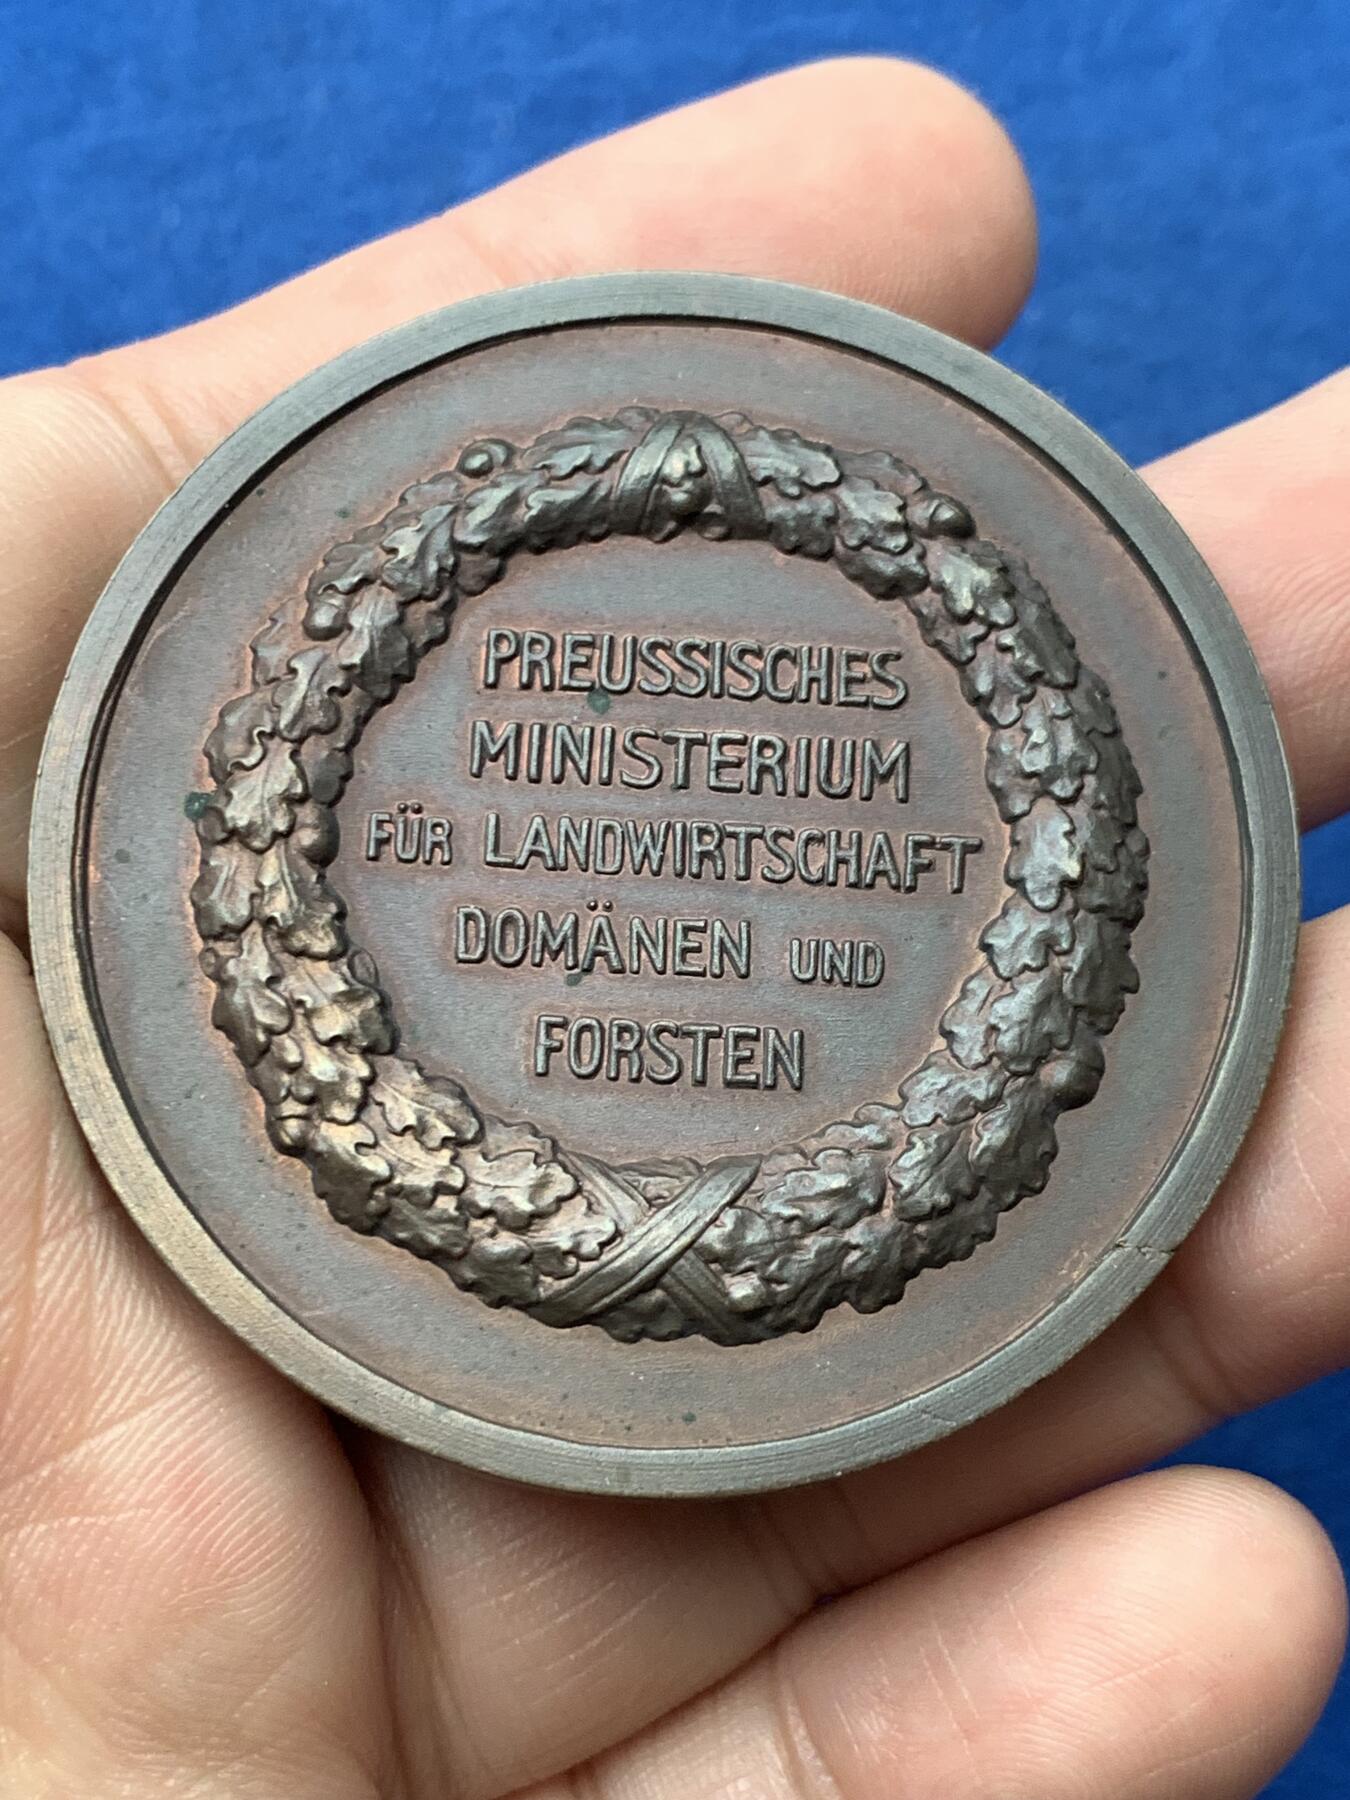 PREUSSISCHES
MINISTERIUM
FÜR LANDWIRTSCHAFT
DOMÄNEN UND
FORSTEN